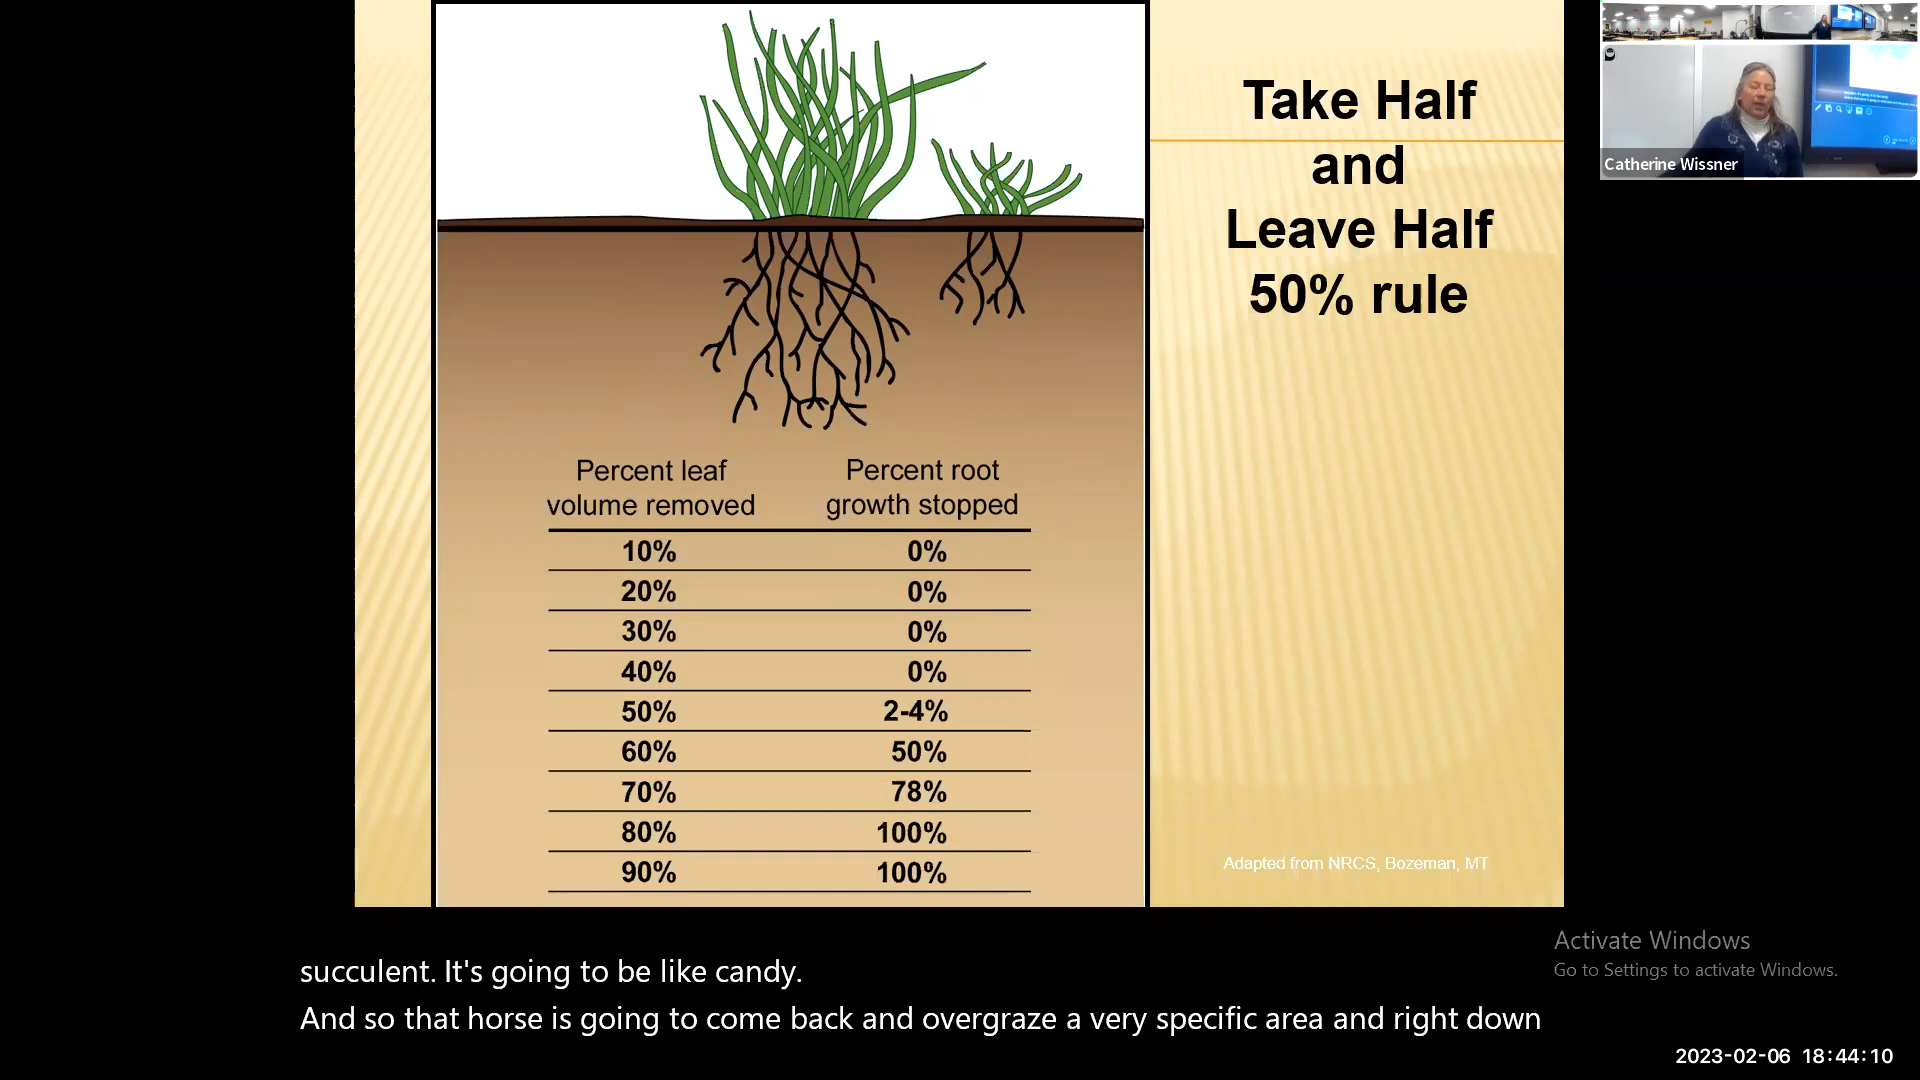 Take Half
and
Leave Half
50% rule
Percent leaf
volume removed
Percent root
growth stopped
10% 0%
20% 0%
30% 0%
40% 0%
50% 2-4%
60% 50%
70% 78%
80% 100%
90% 100%
Adapted from NRCS, Bozeman, MT
Catherine Wissner
succulent. It's going to be like candy.
And so that horse is going to come back and overgraze a very specific area and right down
Activate Windows
Go to Settings to activate Windows.
2023-02-06 18:44:10